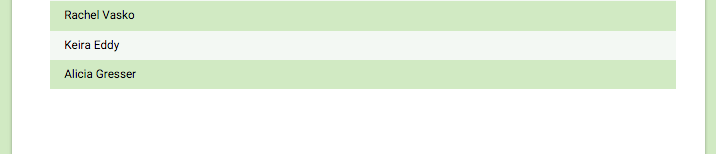 Rachel Vasko
Keira Eddy
Alicia Gresser